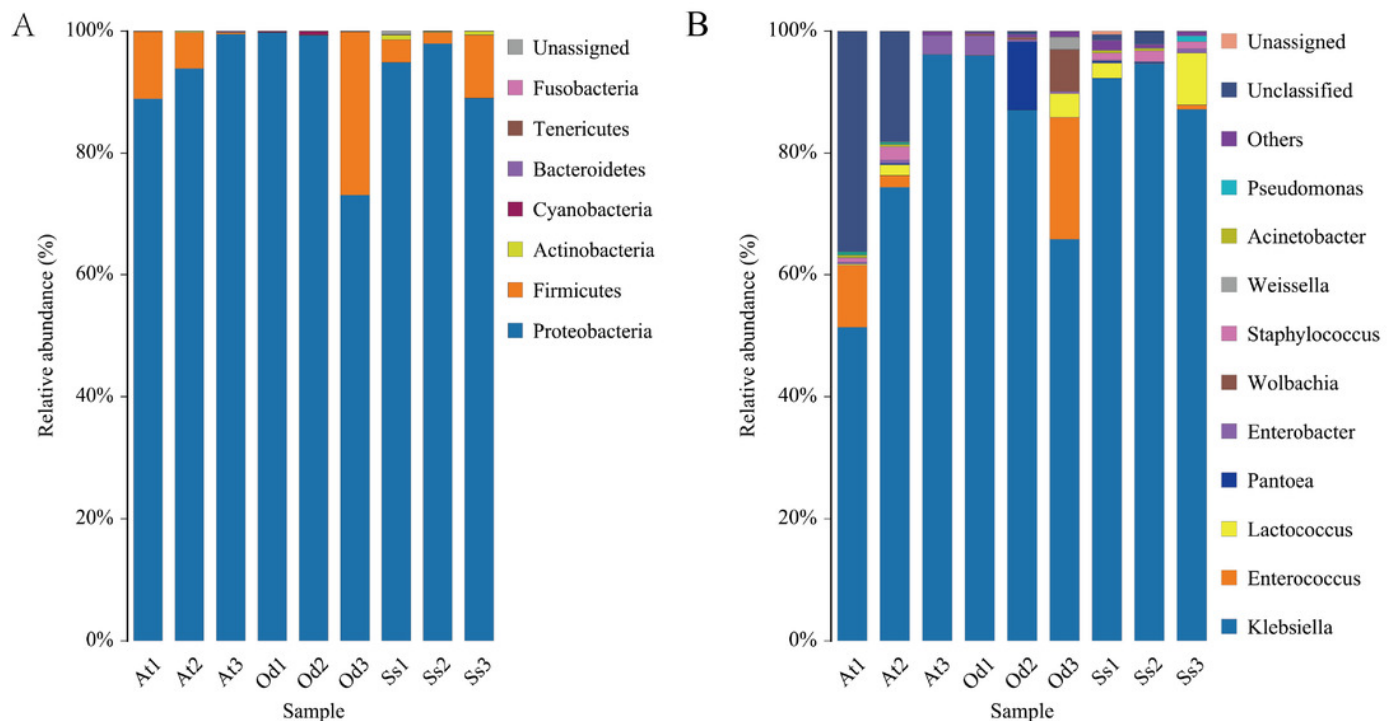 A
Relative abundance (%)
100%
80%
60%
40%
20%
0%
At1
At2
At3
Od1
Od2
Od3
Ss1
Ss2
Ss3
Sample
Unassigned
Fusobacteria
Tenericutes
Bacteroidetes
Cyanobacteria
Actinobacteria
Firmicutes
Proteobacteria
B
Relative abundance (%)
100%
80%
60%
40%
20%
0%
At1
At2
At3
Od1
Od2
Od3
Ss1
Ss2
Ss3
Sample
Unassigned
Unclassified
Others
Pseudomonas
Acinetobacter
Weissella
Staphylococcus
Wolbachia
Enterobacter
Pantoea
Lactococcus
Enterococcus
Klebsiella